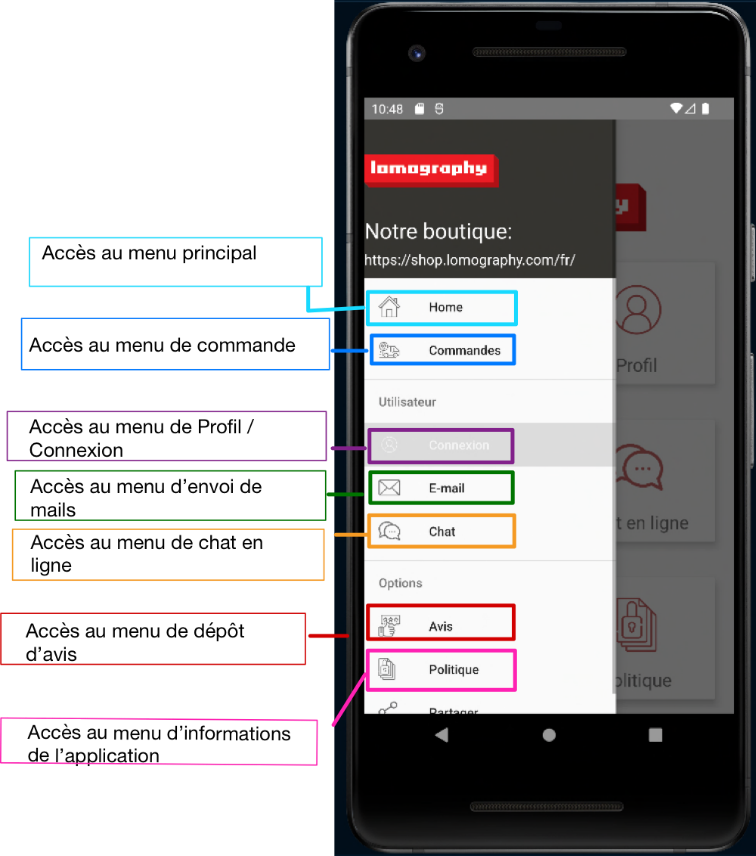 10:48
lomography
Notre boutique:
https://shop.lomography.com/fr/
Accès au menu principal
Home
Accès au menu de commande
Commandes
Profil
Utilisateur
Accès au menu de Profil /
Connexion
Connexion
Accès au menu d'envoi de
mails
E-mail
Accès au menu de chat en
ligne
Chat
t en ligne
Options
Accès au menu de dépôt
d'avis
Avis
Politique
olitique
Accès au menu d'informations
de l'application
Partager